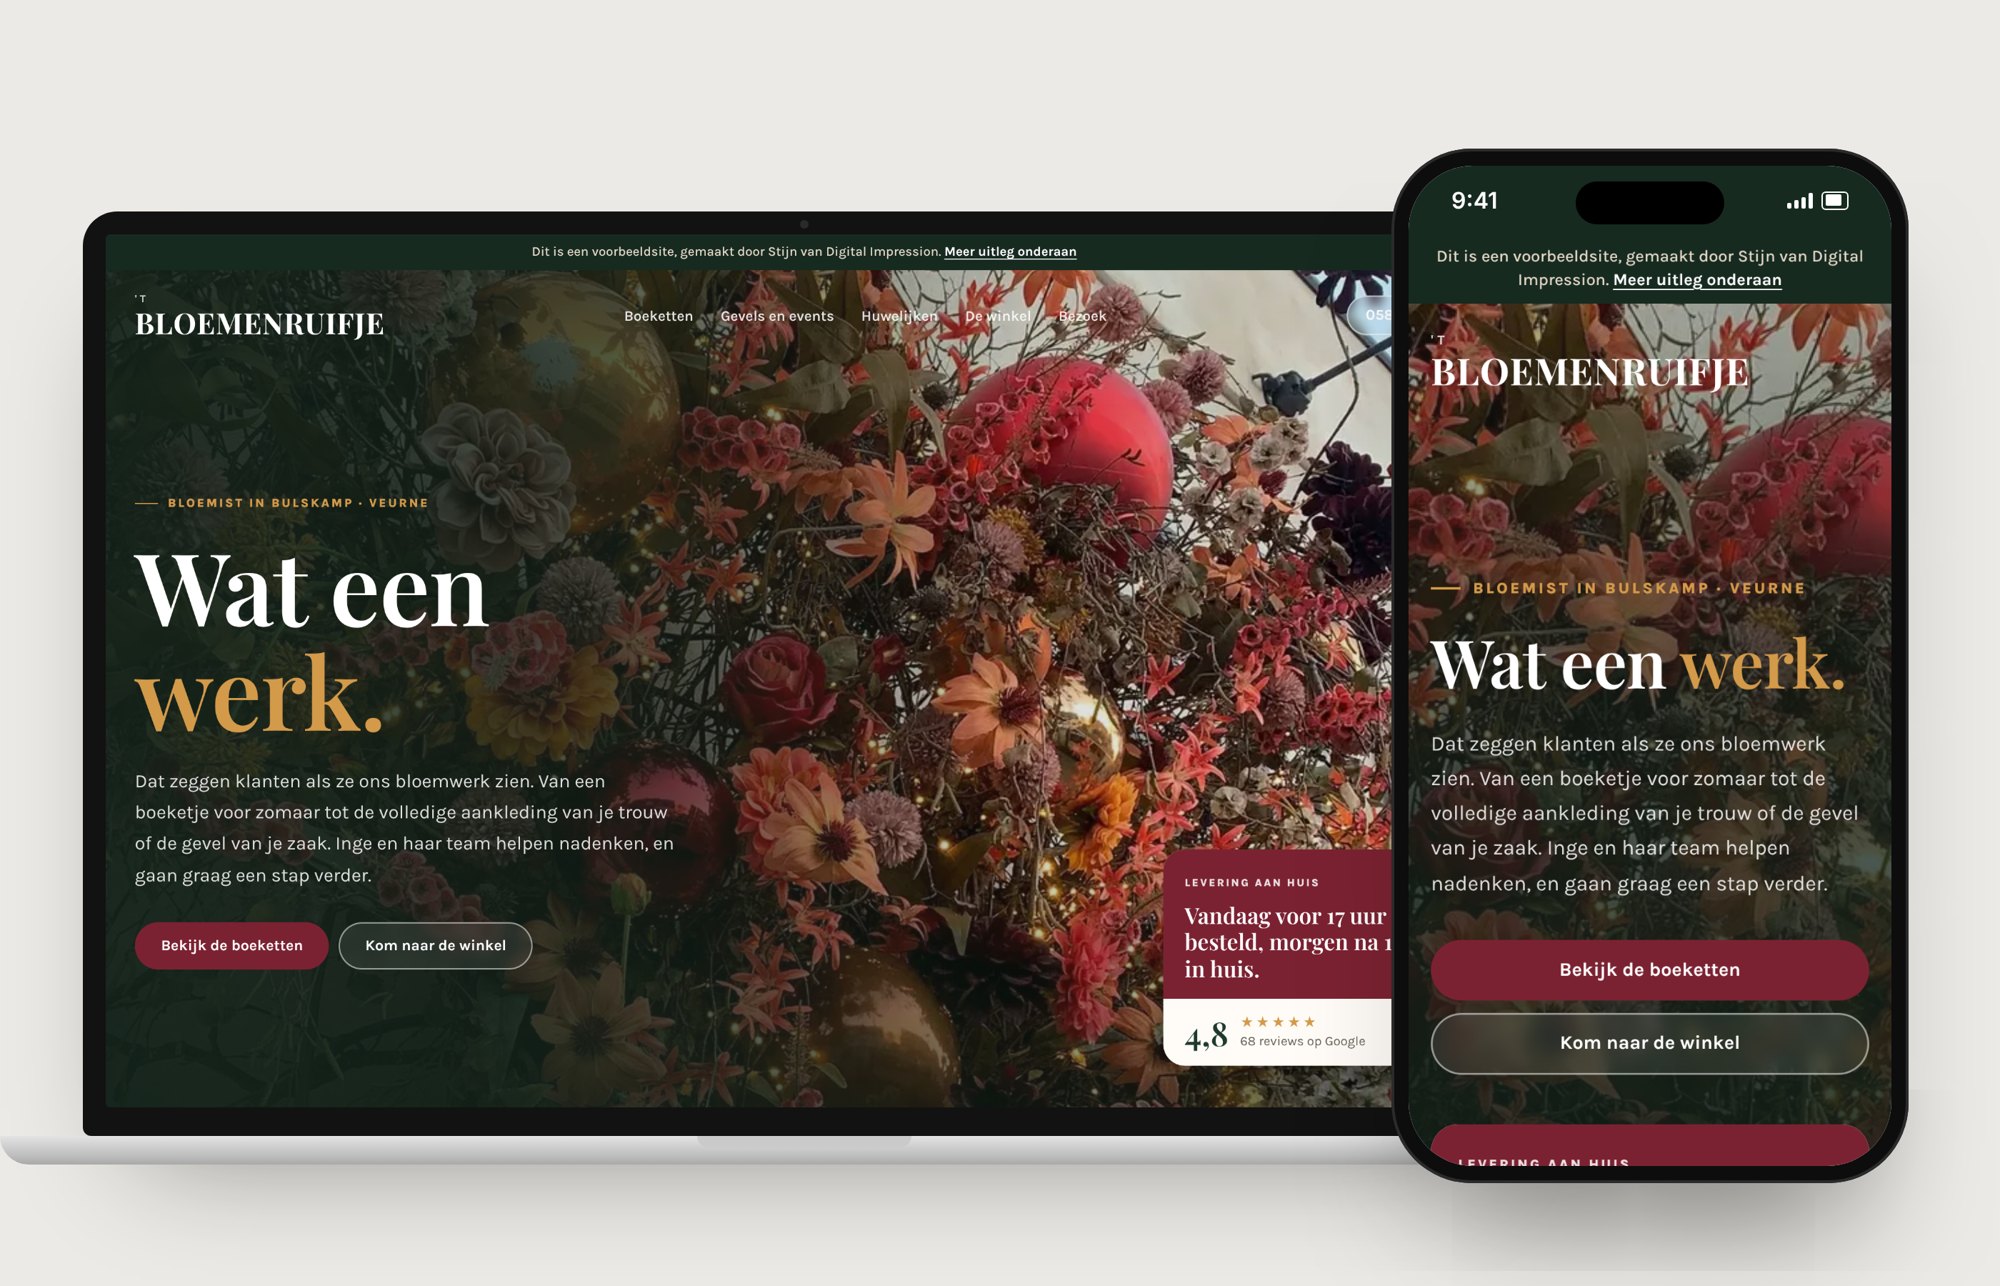 Dit is een voorbeeldsite, gemaakt door Stijn van Digital Impression. Meer uitleg onderaan
'T
BLOEMENRUIFJE
Boeketten Gevels en events Huwelijken De winkel Bezoek
058
BLOEMIST IN BULSKAMP · VEURNE
Wat een
werk.
Dat zeggen klanten als ze ons bloemwerk zien. Van een
boeketje voor zomaar tot de volledige aankleding van je trouw
of de gevel van je zaak. Inge en haar team helpen nadenken, en
gaan graag een stap verder.
Bekijk de boeketten Kom naar de winkel
LEVERING AAN HUIS
Vandaag voor 17 uur
besteld, morgen na 1
in huis.
4,8
68 reviews op Google
9:41
Dit is een voorbeeldsite, gemaakt door Stijn van Digital
Impression. Meer uitleg onderaan
'T
BLOEMENRUIFJE
BLOEMIST IN BULSKAMP · VEURNE
Wat een werk.
Dat zeggen klanten als ze ons bloemwerk
zien. Van een boeketje voor zomaar tot de
volledige aankleding van je trouw of de gevel
van je zaak. Inge en haar team helpen
nadenken, en gaan graag een stap verder.
Bekijk de boeketten
Kom naar de winkel
LEVERING AAN HUIS